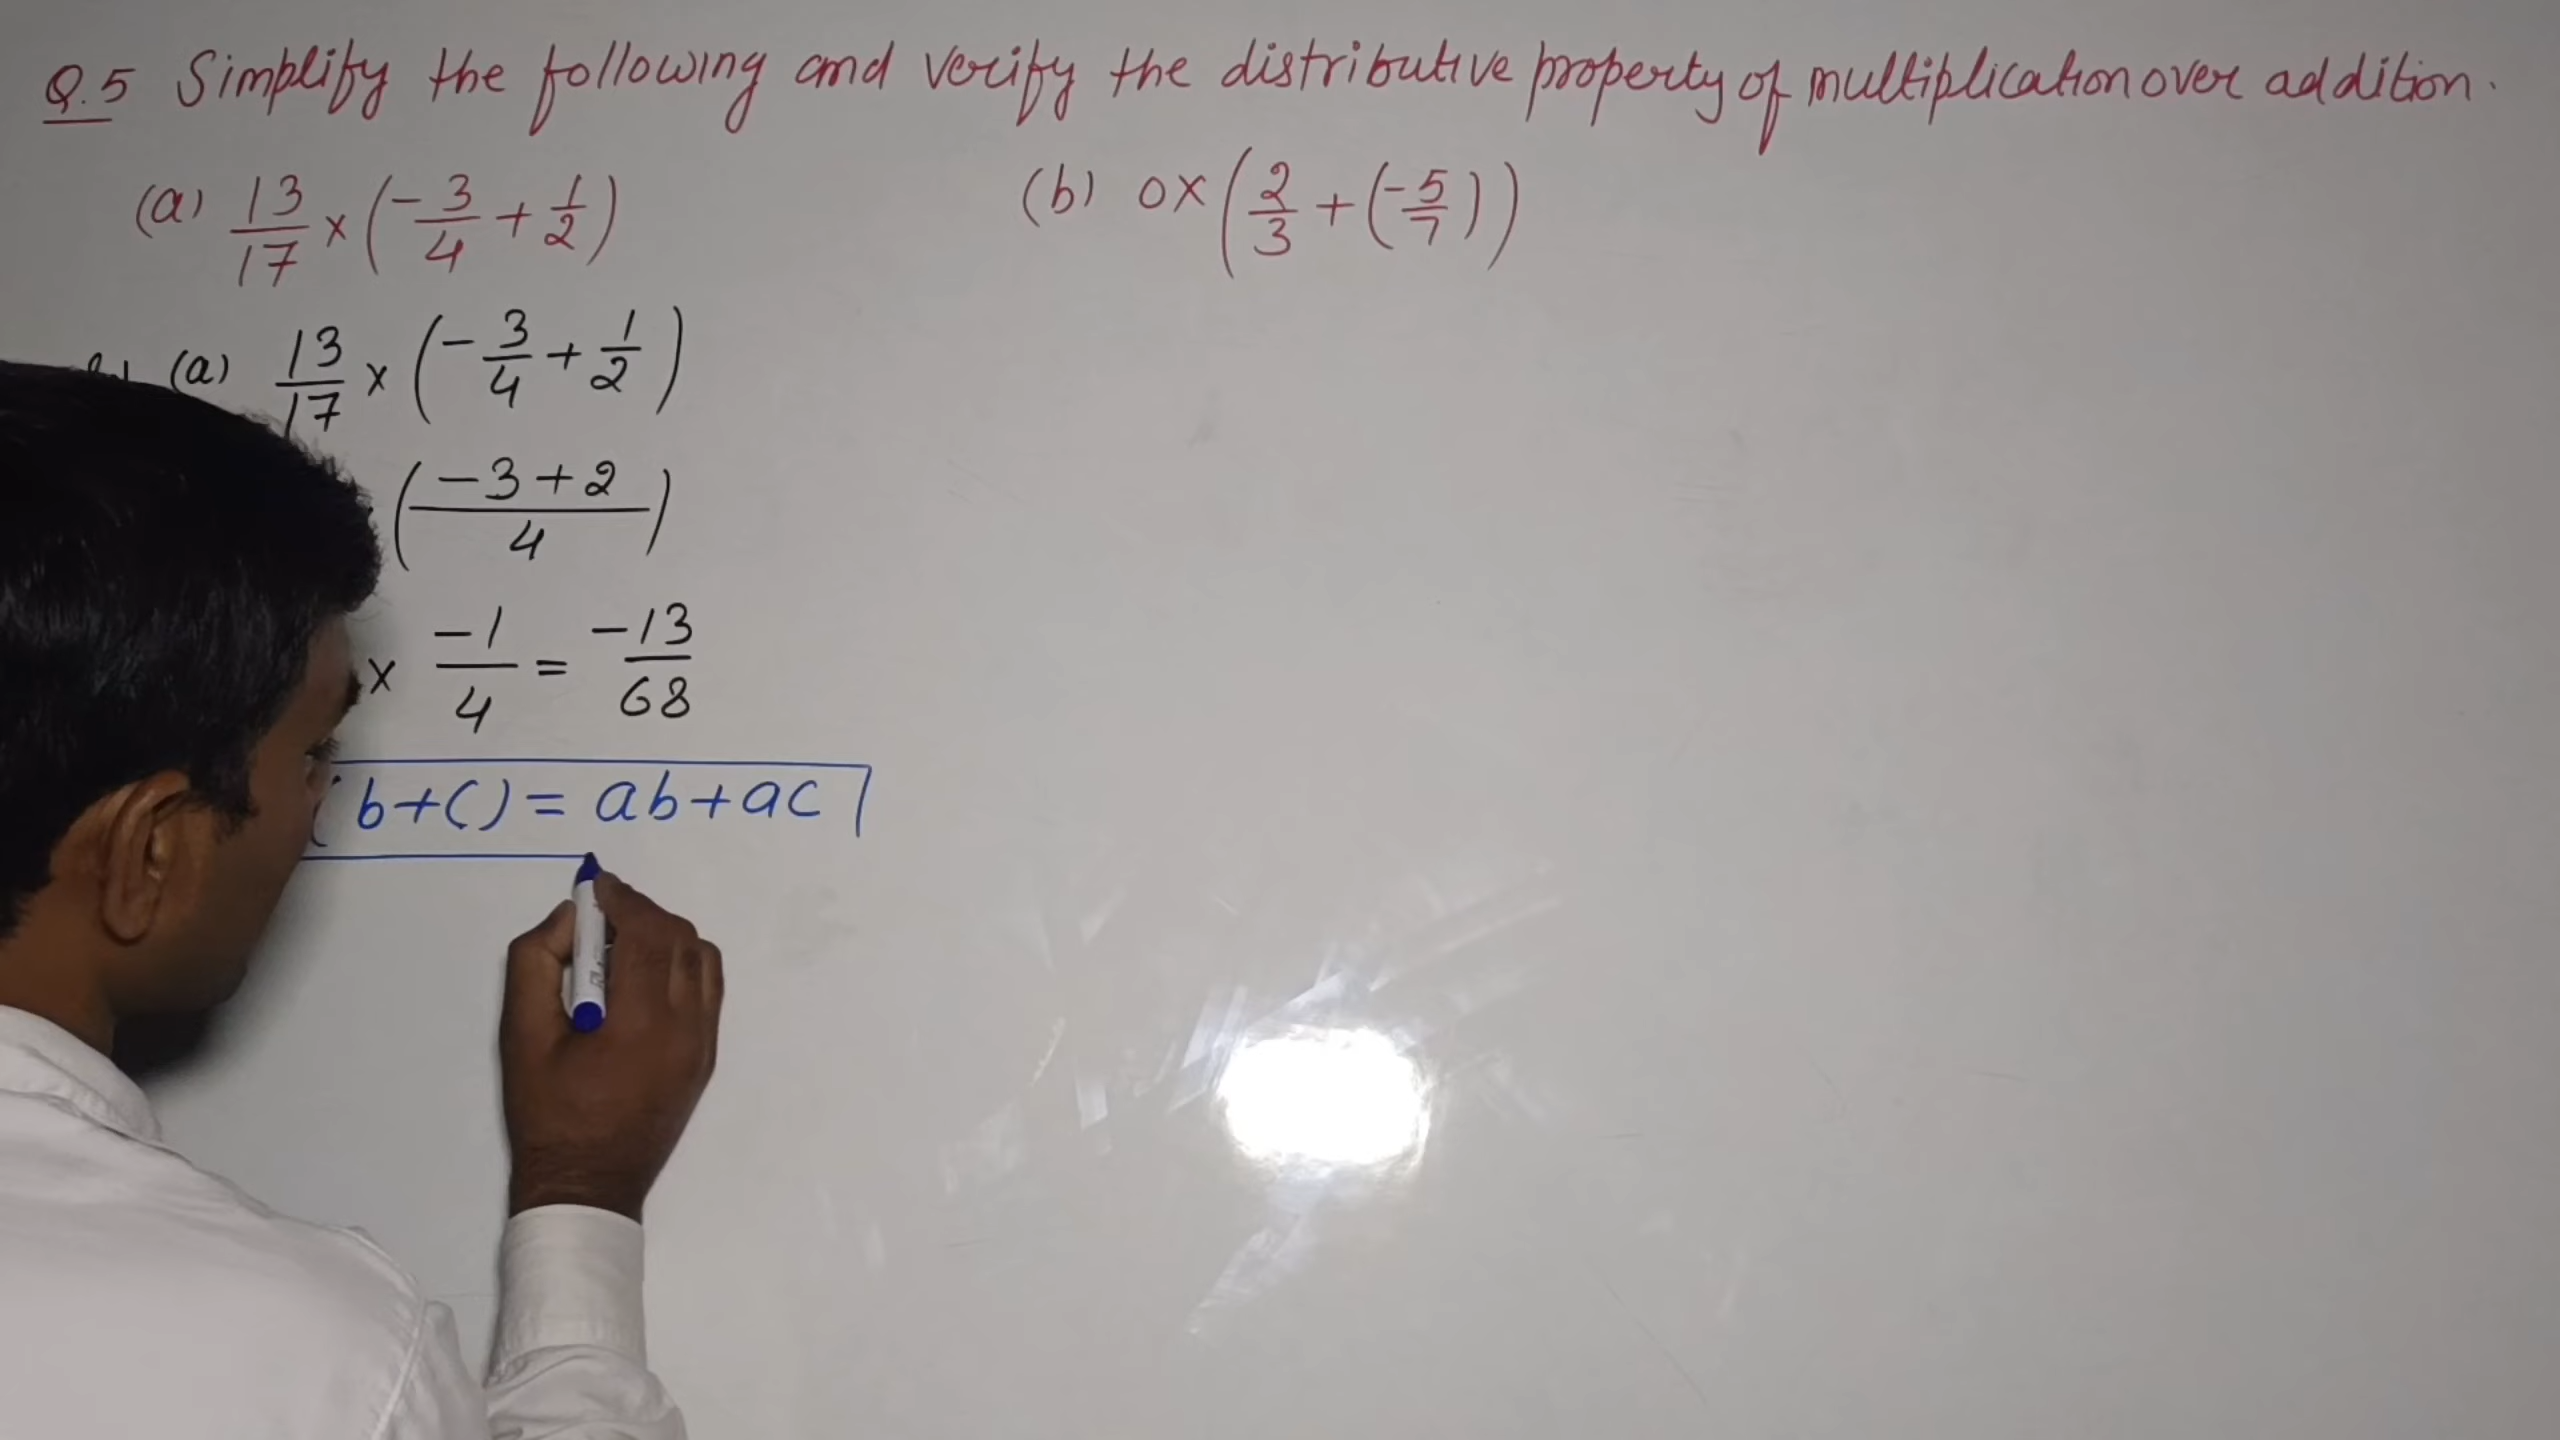 Q.5 Simplify the following and verify the distributive property of multiplication over addition.
(a) 13/17 × (-3/4 + 1/2) (b) 0 × (2/3 + (-5/7))
(a) 13/17 × (-3/4 + 1/2)
((-3+2)/4)
× -1/4 = -13/68
(b+c) = ab+ac